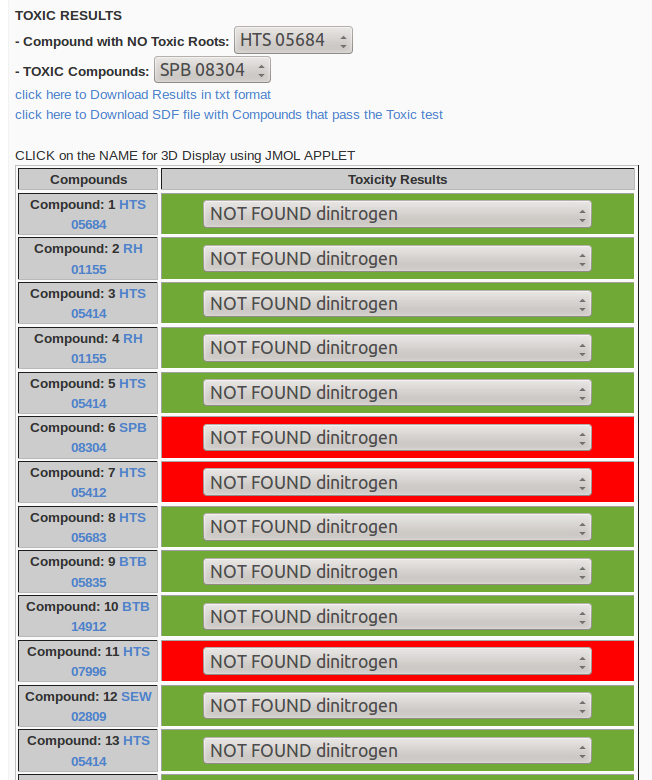 TOXIC RESULTS
- Compound with NO Toxic Roots: HTS 05684
- TOXIC Compounds: SPB 08304
click here to Download Results in txt format
click here to Download SDF file with Compounds that pass the Toxic test
CLICK on the NAME for 3D Display using JMOL APPLET
Compounds Toxicity Results
Compound: 1 HTS
05684
NOT FOUND dinitrogen
Compound: 2 RH
01155
NOT FOUND dinitrogen
Compound: 3 HTS
05414
NOT FOUND dinitrogen
Compound: 4 RH
01155
NOT FOUND dinitrogen
Compound: 5 HTS
05414
NOT FOUND dinitrogen
Compound: 6 SPB
08304
NOT FOUND dinitrogen
Compound: 7 HTS
05412
NOT FOUND dinitrogen
Compound: 8 HTS
05683
NOT FOUND dinitrogen
Compound: 9 BTB
05835
NOT FOUND dinitrogen
Compound: 10 BTB
14912
NOT FOUND dinitrogen
Compound: 11 HTS
07996
NOT FOUND dinitrogen
Compound: 12 SEW
02809
NOT FOUND dinitrogen
Compound: 13 HTS
05414
NOT FOUND dinitrogen